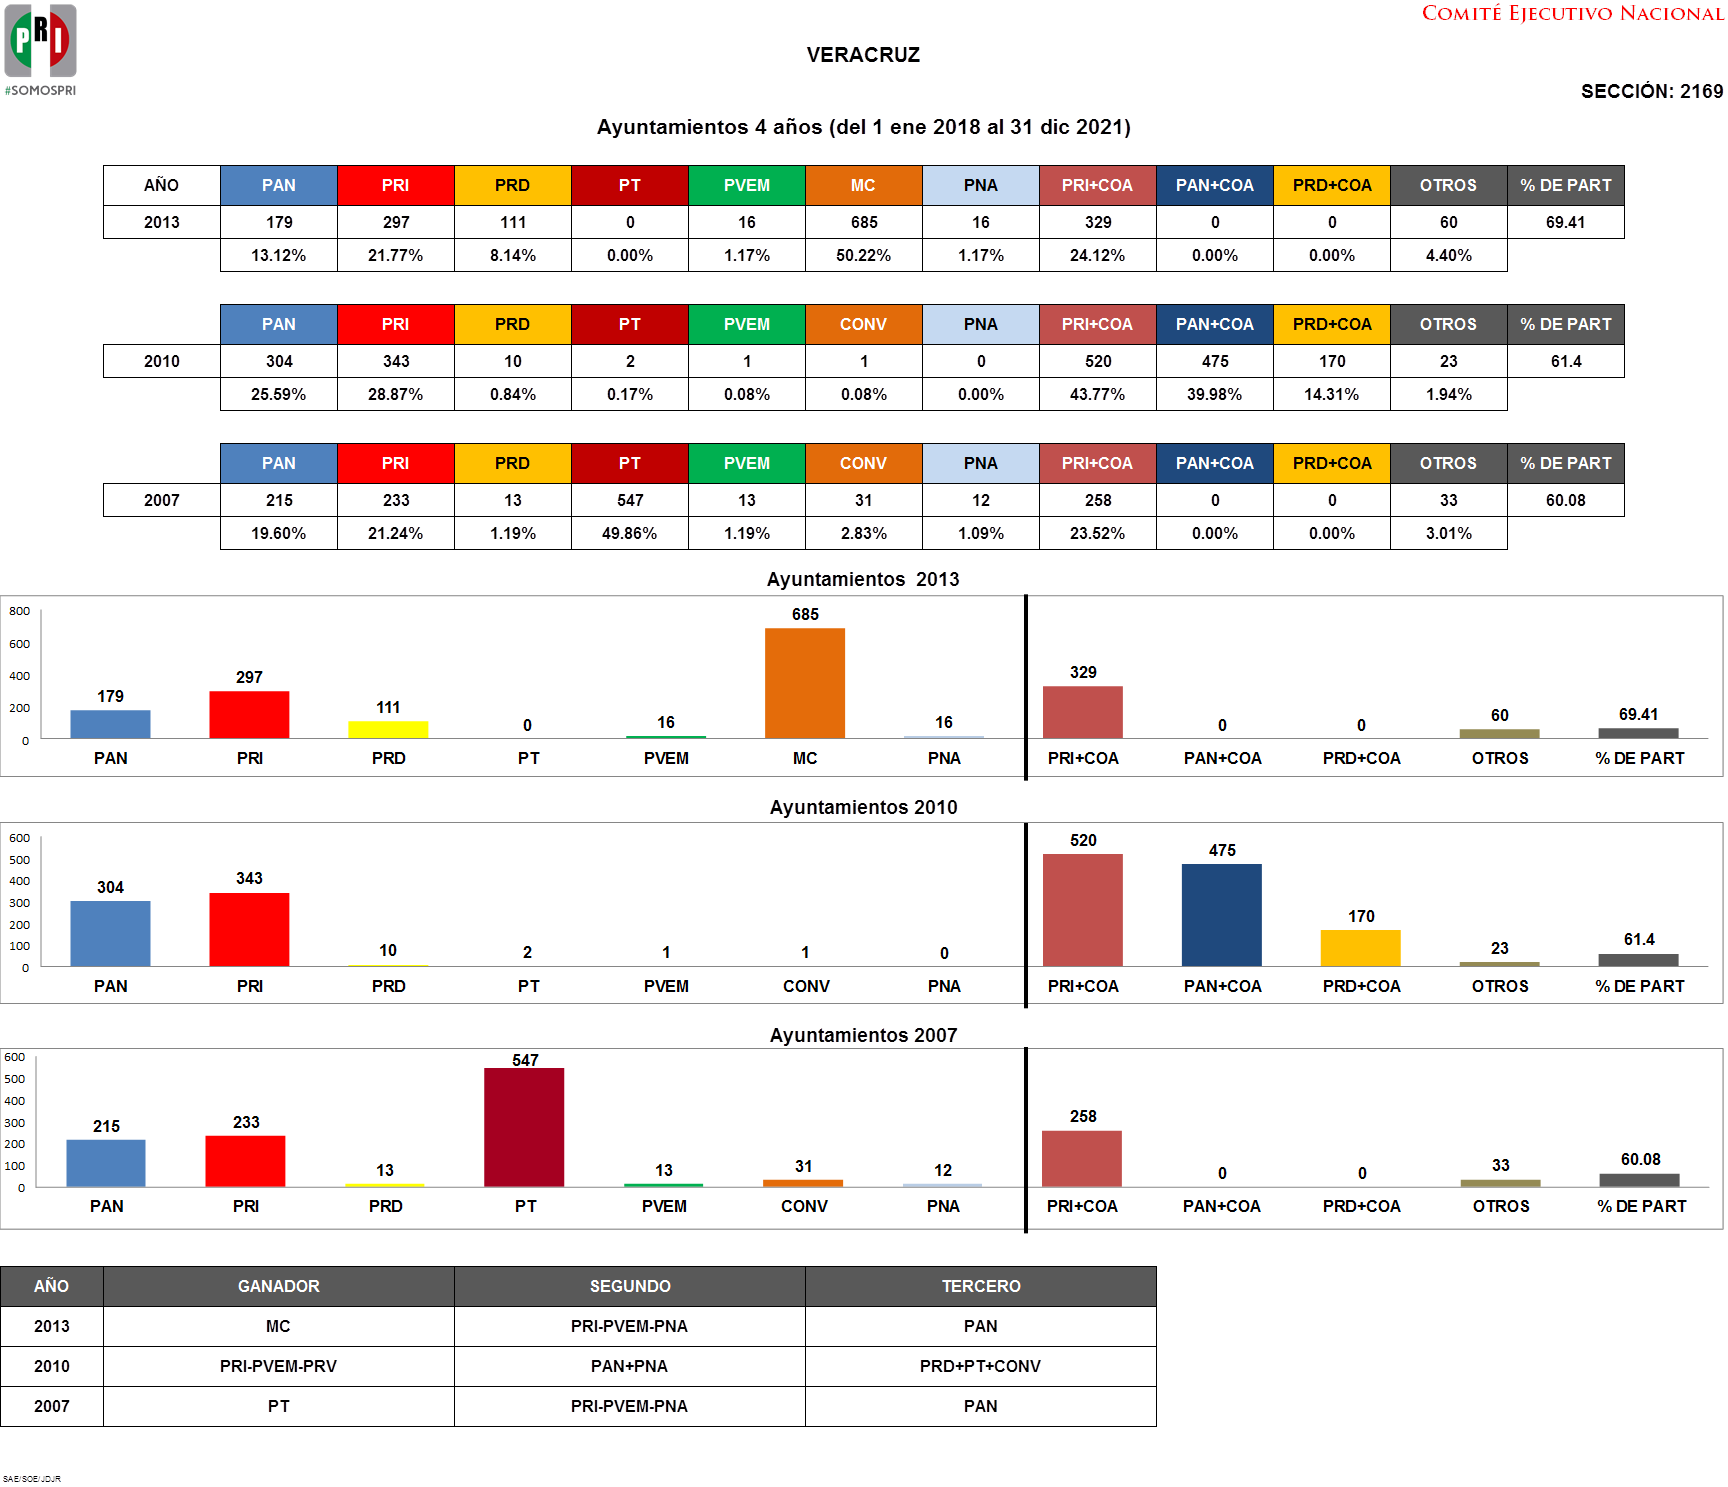 PRI
#SOMOSPRI
COMITÉ EJECUTIVO NACIONAL
VERACRUZ
SECCIÓN: 2169
Ayuntamientos 4 años (del 1 ene 2018 al 31 dic 2021)
AÑO PAN PRI PRD PT PVEM MC PNA PRI+COA PAN+COA PRD+COA OTROS % DE PART
2013 179 297 111 0 16 685 16 329 0 0 60 69.41
13.12% 21.77% 8.14% 0.00% 1.17% 50.22% 1.17% 24.12% 0.00% 0.00% 4.40%
PAN PRI PRD PT PVEM CONV PNA PRI+COA PAN+COA PRD+COA OTROS % DE PART
2010 304 343 10 2 1 1 0 520 475 170 23 61.4
25.59% 28.87% 0.84% 0.17% 0.08% 0.08% 0.00% 43.77% 39.98% 14.31% 1.94%
PAN PRI PRD PT PVEM CONV PNA PRI+COA PAN+COA PRD+COA OTROS % DE PART
2007 215 233 13 547 13 31 12 258 0 0 33 60.08
19.60% 21.24% 1.19% 49.86% 1.19% 2.83% 1.09% 23.52% 0.00% 0.00% 3.01%
Ayuntamientos 2013
800
600
400
200
0
179 297 111 0 16 685 16 329 0 0 60 69.41
PAN PRI PRD PT PVEM MC PNA PRI+COA PAN+COA PRD+COA OTROS % DE PART
Ayuntamientos 2010
600
500
400
300
200
100
0
304 343 10 2 1 1 0 520 475 170 23 61.4
PAN PRI PRD PT PVEM CONV PNA PRI+COA PAN+COA PRD+COA OTROS % DE PART
Ayuntamientos 2007
600
500
400
300
200
100
0
215 233 13 547 13 31 12 258 0 0 33 60.08
PAN PRI PRD PT PVEM CONV PNA PRI+COA PAN+COA PRD+COA OTROS % DE PART
AÑO GANADOR SEGUNDO TERCERO
2013 MC PRI-PVEM-PNA PAN
2010 PRI-PVEM-PRV PAN+PNA PRD+PT+CONV
2007 PT PRI-PVEM-PNA PAN
SAE/SOE/JDJR